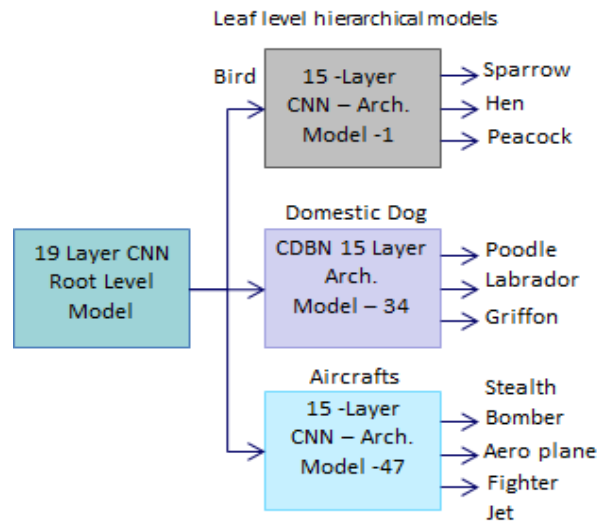 Leaf level hierarchical models
Bird
15 -Layer
CNN – Arch.
Model -1
Sparrow
Hen
Peacock
19 Layer CNN
Root Level
Model
Domestic Dog
CDBN 15 Layer
Arch.
Model – 34
Poodle
Labrador
Griffon
Aircrafts
15 -Layer
CNN – Arch.
Model -47
Stealth
Bomber
Aero plane
Fighter
Jet